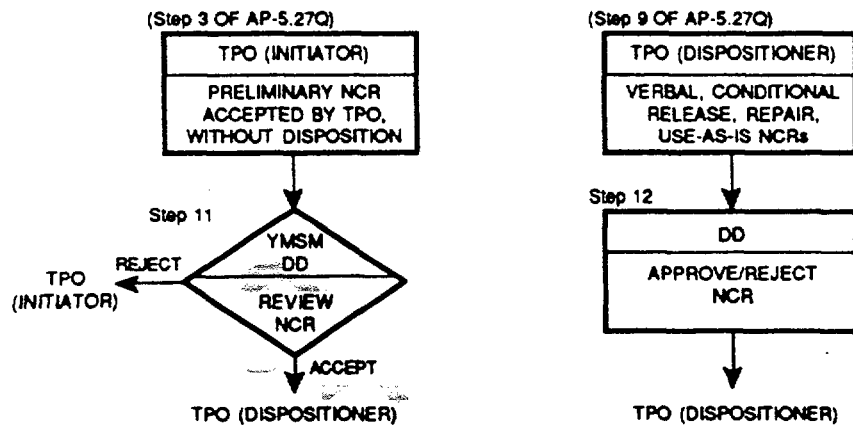 (Step 3 OF AP-5.27Q)
TPO (INITIATOR)
PRELIMINARY NCR
ACCEPTED BY TPO,
WITHOUT DISPOSITION
Step 11
YMSM
DD
REVIEW
NCR
REJECT
TPO
(INITIATOR)
ACCEPT
TPO (DISPOSITIONER)
(Step 9 OF AP-5.27Q)
TPO (DISPOSITIONER)
VERBAL, CONDITIONAL
RELEASE, REPAIR,
USE-AS-IS NCRs
Step 12
DD
APPROVE/REJECT
NCR
TPO (DISPOSITIONER)